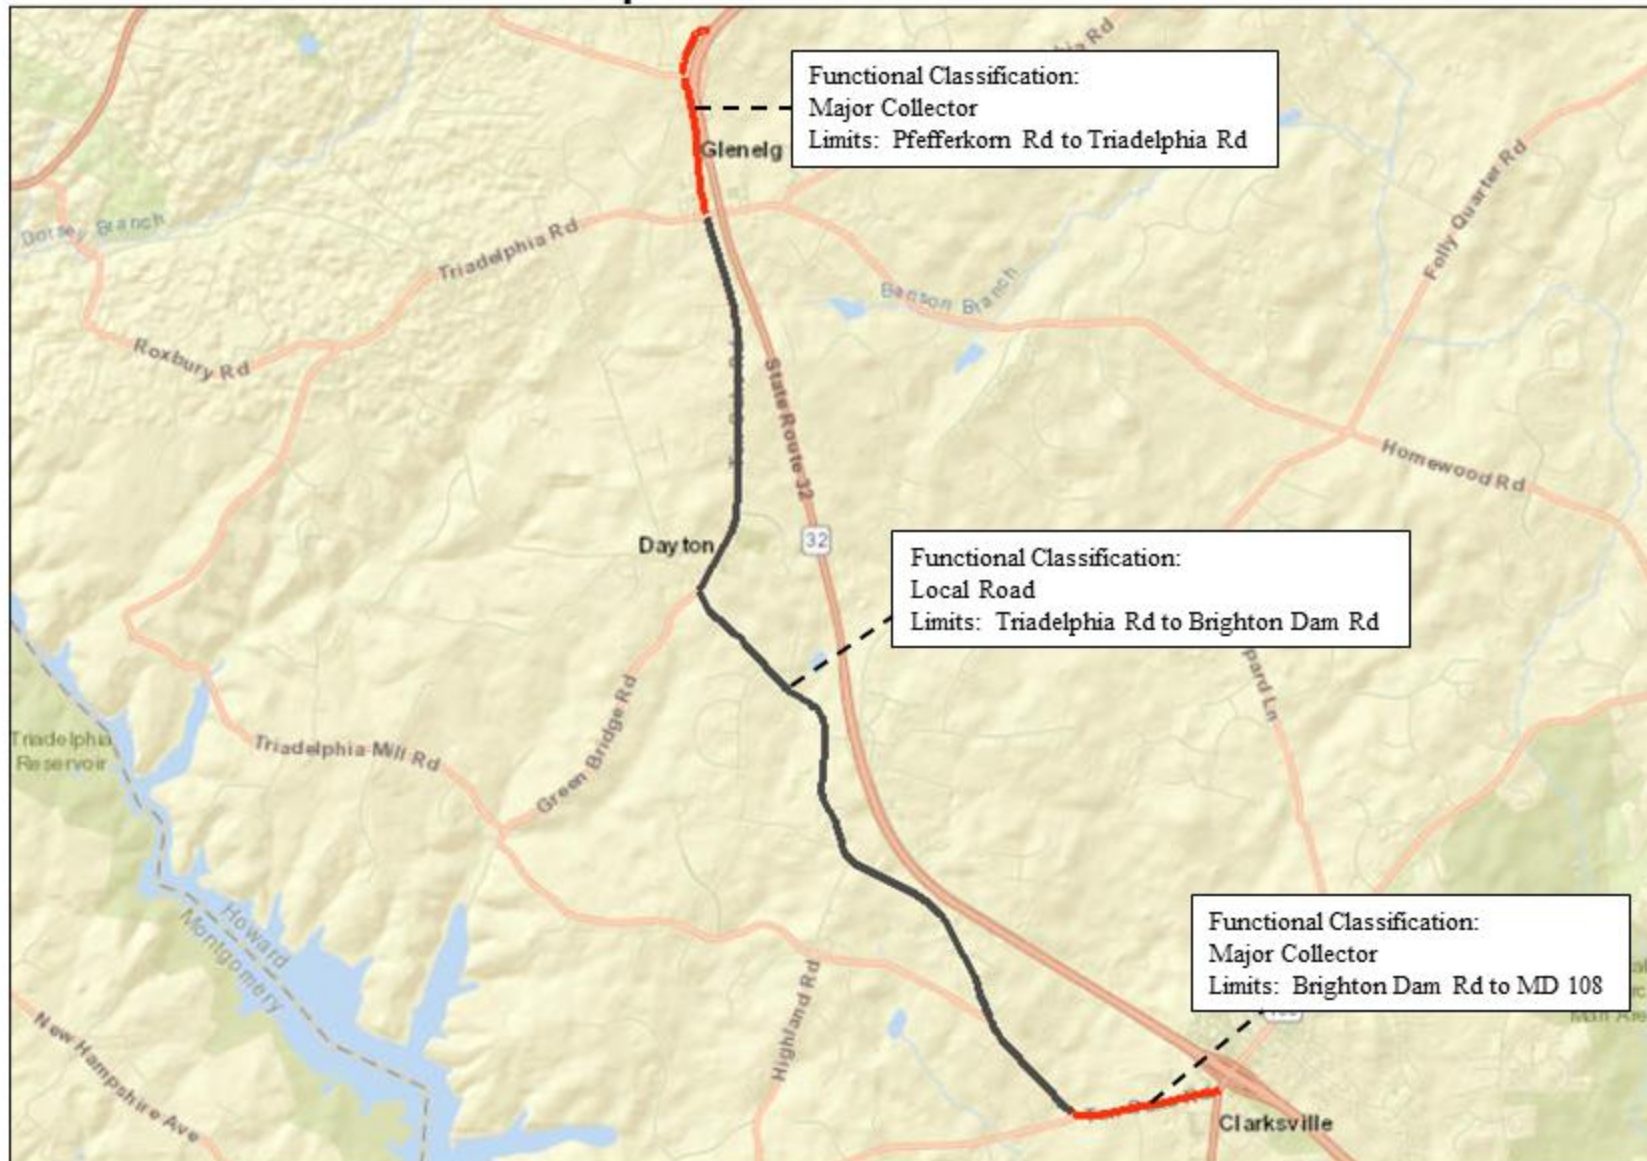 Functional Classification:
Major Collector
Limits: Pfefferkorn Rd to Triadelphia Rd
Glenelg
Triadelphia Rd
Dorsey Branch
Roxbury Rd
Folly Quarter Rd
Banson Branch
State Route 32
Homewood Rd
Dayton
32
Functional Classification:
Local Road
Limits: Triadelphia Rd to Brighton Dam Rd
Green Bridge Rd
Triadelphia
Reservoir
Triadelphia Mill Rd
Howard
Montgomery
Highland Rd
New Hampshire Ave
Functional Classification:
Major Collector
Limits: Brighton Dam Rd to MD 108
Clarksville